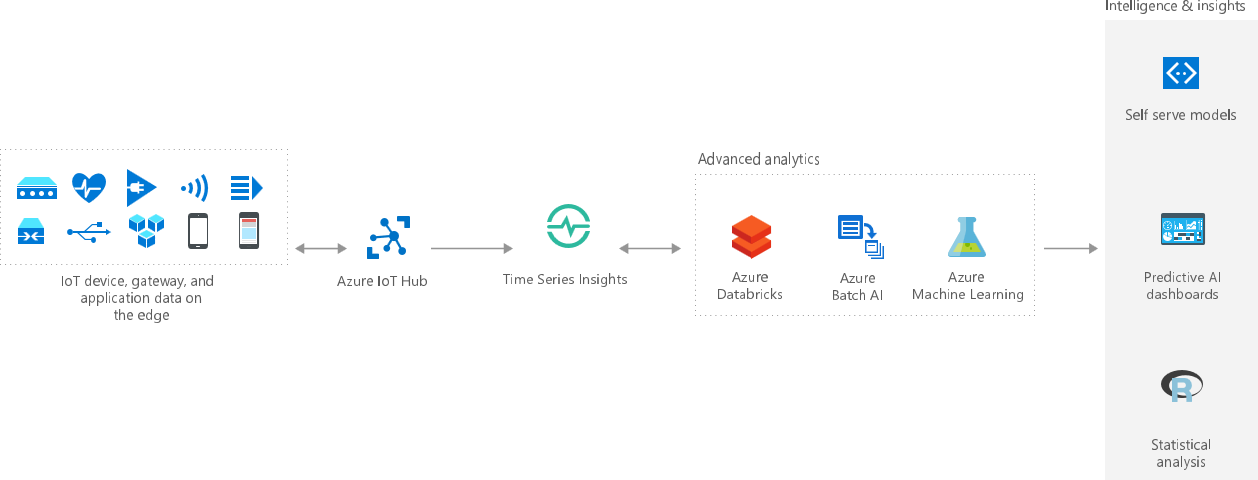 Intelligence & insights
Self serve models
Advanced analytics
IoT device, gateway, and
application data on
the edge
Azure IoT Hub
Time Series Insights
Azure
Databricks
Azure
Batch AI
Azure
Machine Learning
Predictive AI
dashboards
R
Statistical
analysis